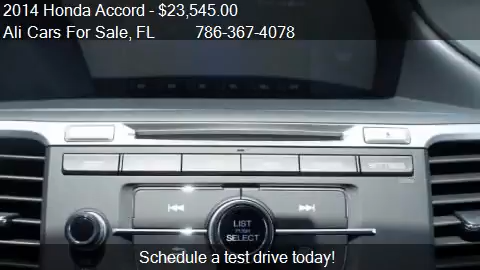 2014 Honda Accord - $23,545.00
Ali Cars For Sale, FL 786-367-4078
LIST
PUSH
SELECT
Schedule a test drive today!